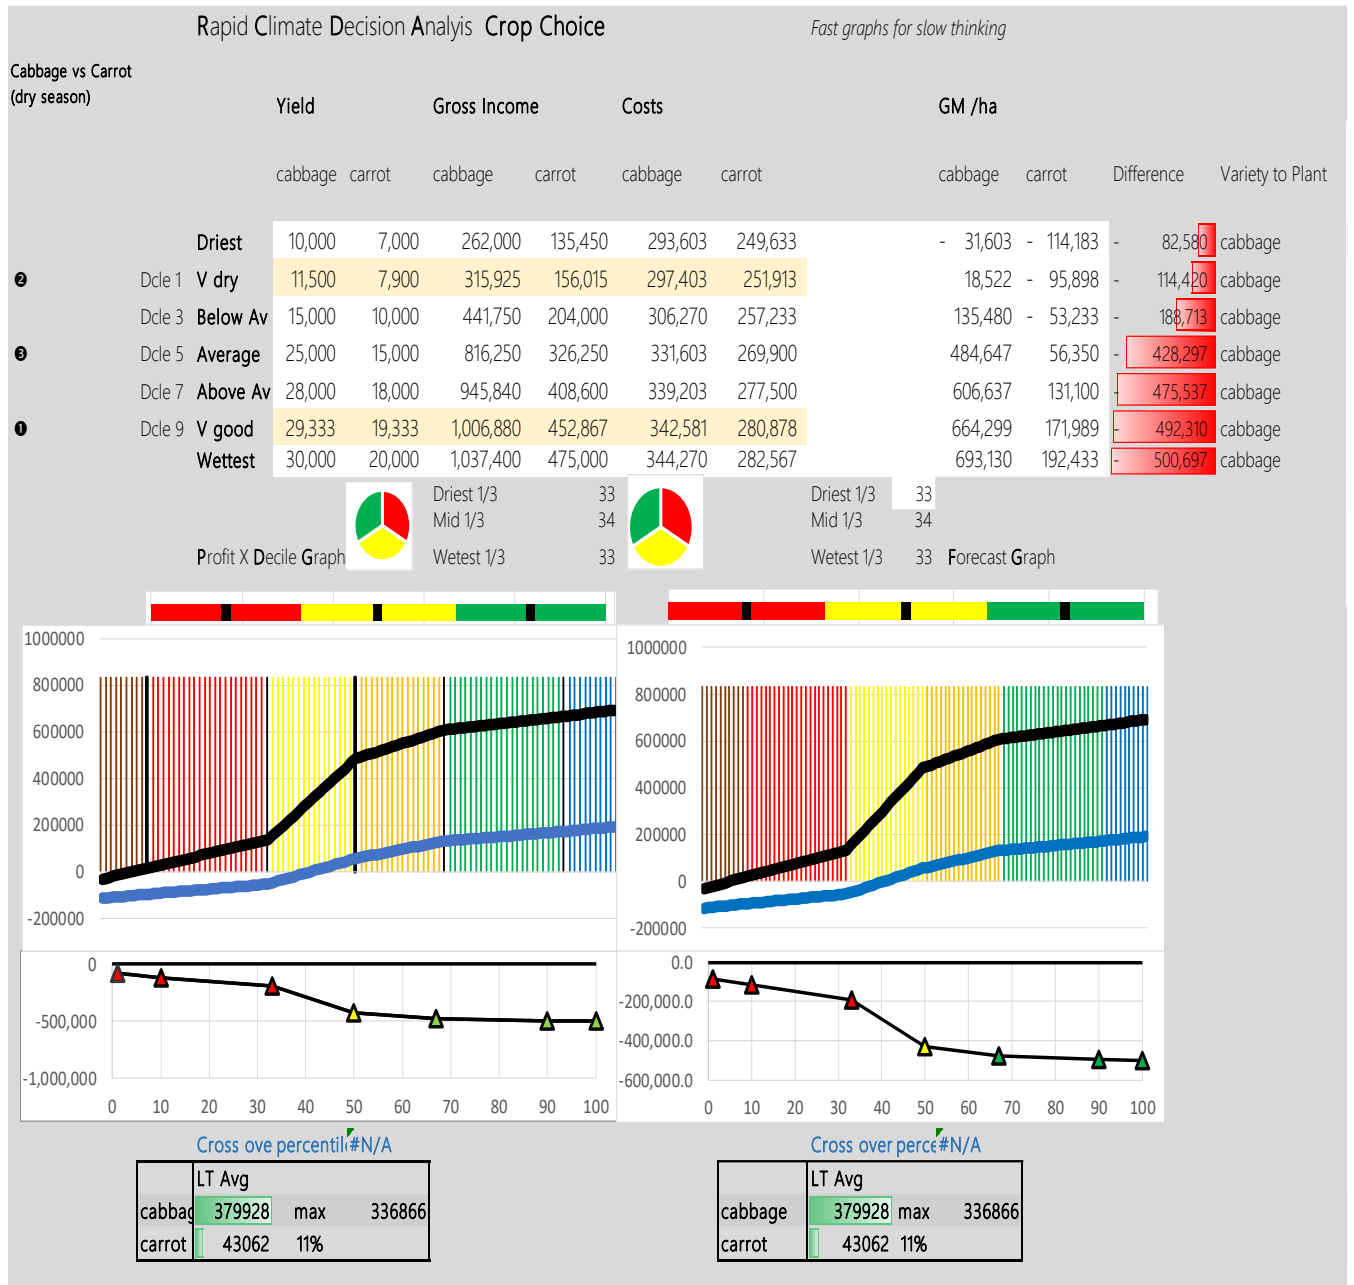 Rapid Climate Decision Analyis Crop Choice Fast graphs for slow thinking
Cabbage vs Carrot
(dry season)
Yield Gross Income Costs GM /ha
cabbage carrot cabbage carrot cabbage carrot cabbage carrot Difference Variety to Plant
Driest 10,000 7,000 262,000 135,450 293,603 249,633 - 31,603 - 114,183 - 82,580 cabbage
❷ Dcle 1 V dry 11,500 7,900 315,925 156,015 297,403 251,913 18,522 - 95,898 - 114,420 cabbage
Dcle 3 Below Av 15,000 10,000 441,750 204,000 306,270 257,233 135,480 - 53,233 - 188,713 cabbage
❸ Dcle 5 Average 25,000 15,000 816,250 326,250 331,603 269,900 484,647 56,350 - 428,297 cabbage
Dcle 7 Above Av 28,000 18,000 945,840 408,600 339,203 277,500 606,637 131,100 - 475,537 cabbage
❶ Dcle 9 V good 29,333 19,333 1,006,880 452,867 342,581 280,878 664,299 171,989 - 492,310 cabbage
Wettest 30,000 20,000 1,037,400 475,000 344,270 282,567 693,130 192,433 - 500,697 cabbage
Driest 1/3 33 Driest 1/3 33
Mid 1/3 34 Mid 1/3 34
Profit X Decile Graph Wetest 1/3 33 Wetest 1/3 33 Forecast Graph
1000000 1000000
800000 800000
600000 600000
400000 400000
200000 200000
0 0
-200000 -200000
0 0.0
-500,000 -200,000.0
-400,000.0
-1,000,000 -600,000.0
0 10 20 30 40 50 60 70 80 90 100 0 10 20 30 40 50 60 70 80 90 100
Cross ove percentil #N/A Cross over perce #N/A
LT Avg LT Avg
cabbag 379928 max 336866 cabbage 379928 max 336866
carrot 43062 11% carrot 43062 11%